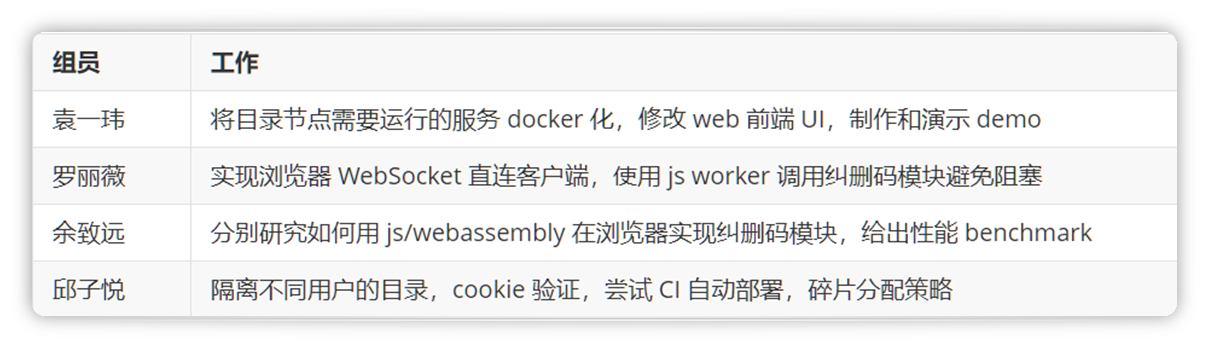 组员 工作
袁一玮 将目录节点需要运行的服务 docker 化，修改 web 前端 UI，制作和演示 demo
罗丽薇 实现浏览器 WebSocket 直连客户端，使用 js worker 调用纠删码模块避免阻塞
余致远 分别研究如何用 js/webassembly 在浏览器实现纠删码模块，给出性能 benchmark
邱子悦 隔离不同用户的目录，cookie 验证，尝试 CI 自动部署，碎片分配策略